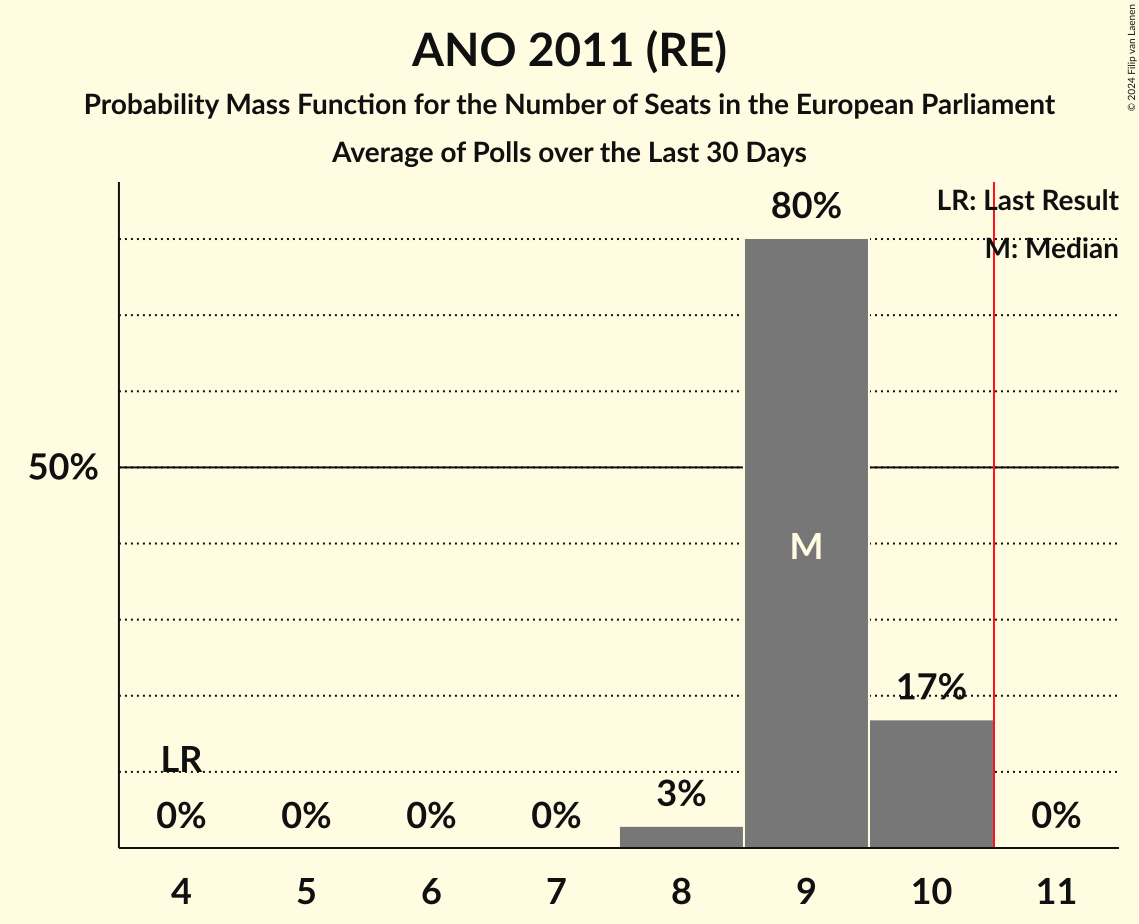 ANO 2011 (RE)
Probability Mass Function for the Number of Seats in the European Parliament
Average of Polls over the Last 30 Days
© 2024 Filip van Laenen
LR: Last Result
M: Median
80%
50%
M
17%
LR
3%
0% 0% 0% 0% 0%
4 5 6 7 8 9 10 11